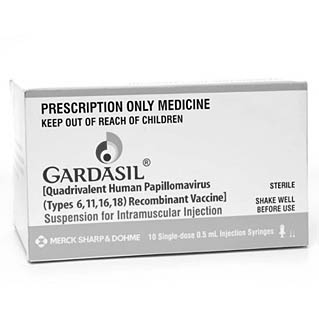 PRESCRIPTION ONLY MEDICINE
KEEP OUT OF REACH OF CHILDREN
GARDASIL®
[Quadrivalent Human Papillomavirus
(Types 6,11,16,18) Recombinant Vaccine]
Suspension for Intramuscular Injection
STERILE
SHAKE WELL
BEFORE USE
MERCK SHARP & DOHME
10 Single-dose 0.5 mL Injection Syringes